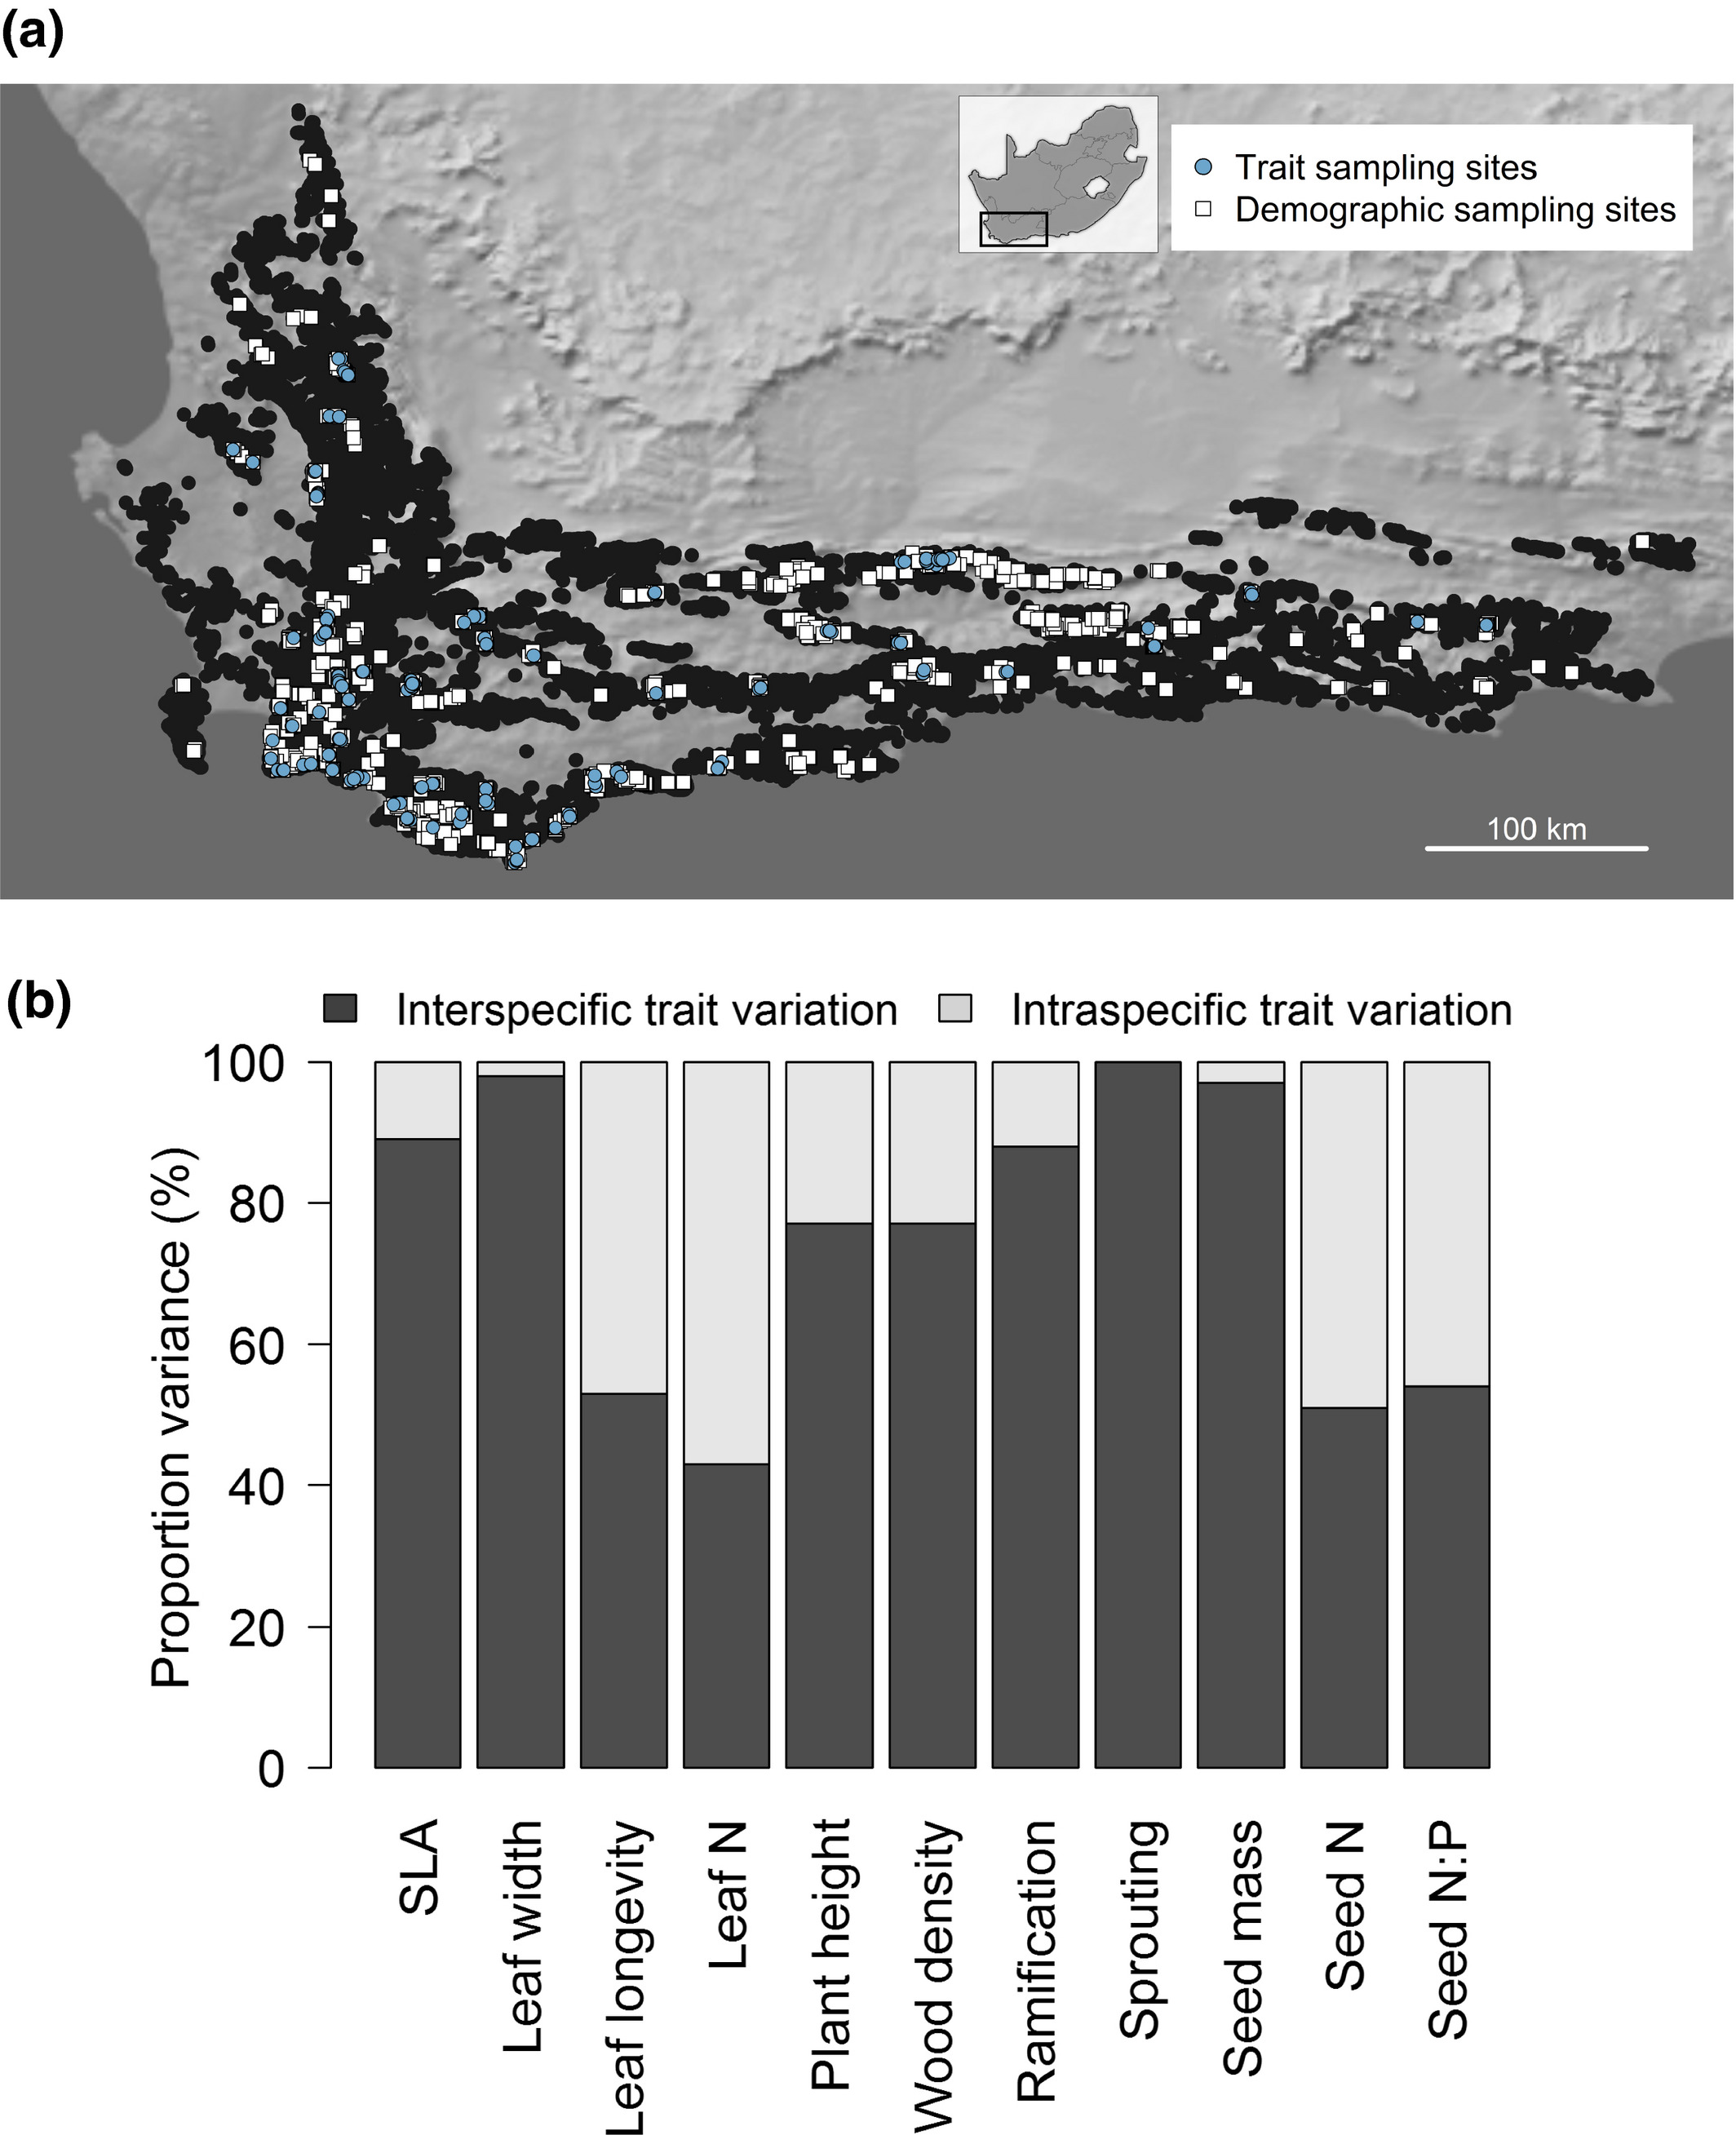 (a)
Trait sampling sites
Demographic sampling sites
100 km
(b)
Interspecific trait variation
Intraspecific trait variation
Proportion variance (%)
100
80
60
40
20
0
SLA
Leaf width
Leaf longevity
Leaf N
Plant height
Wood density
Ramification
Sprouting
Seed mass
Seed N
Seed N:P